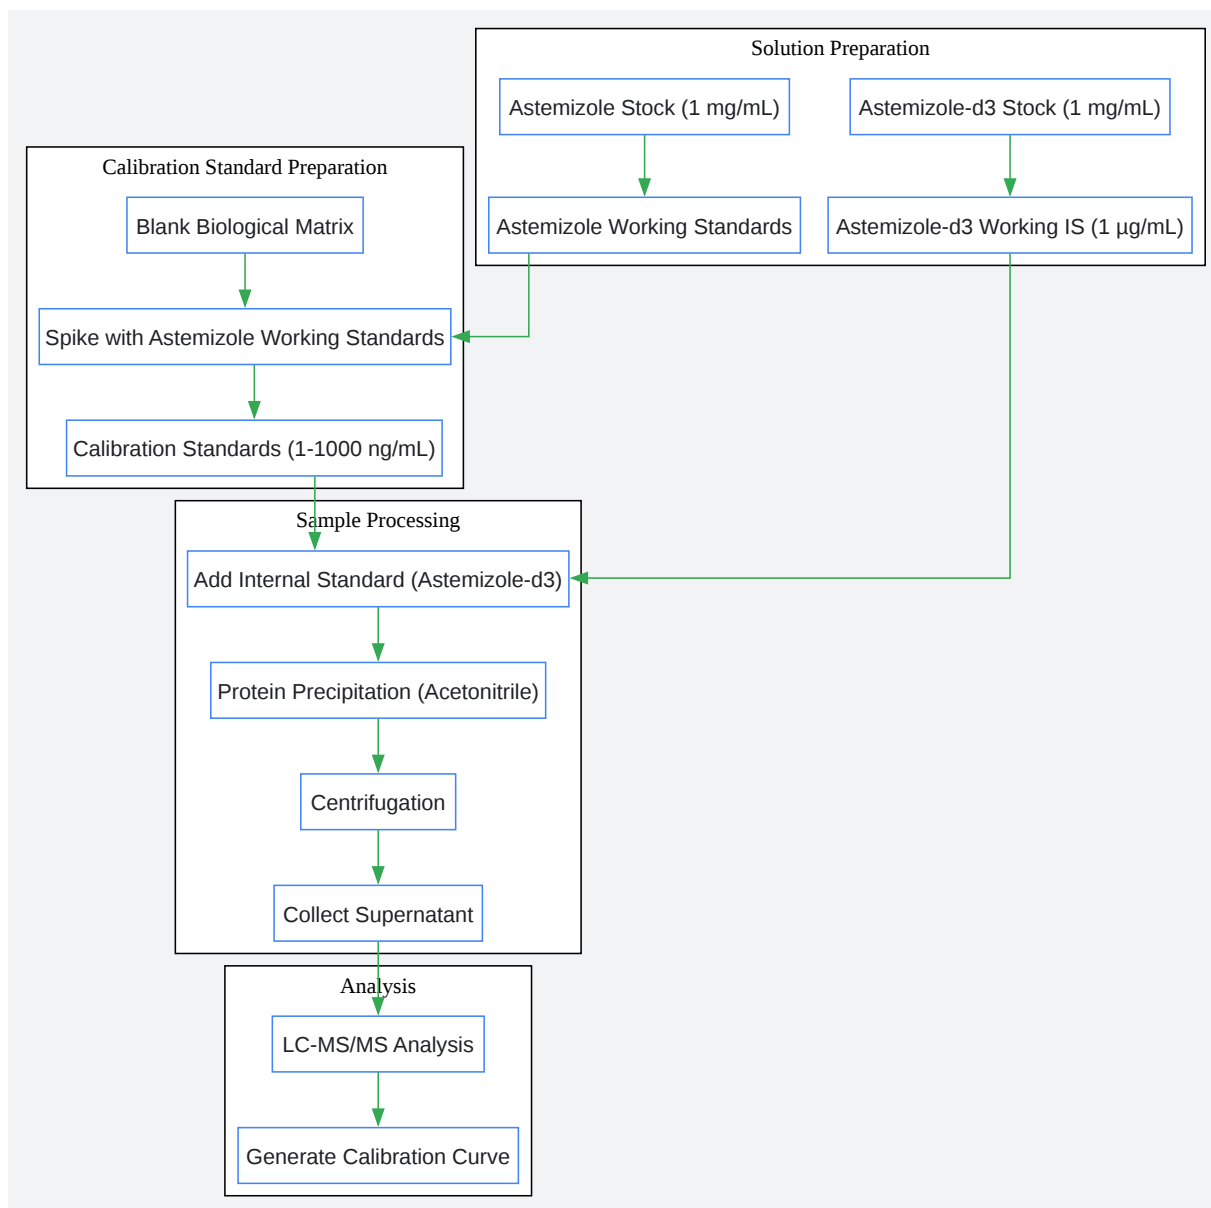 Solution Preparation
Astemizole Stock (1 mg/mL)
Astemizole-d3 Stock (1 mg/mL)
Astemizole Working Standards
Astemizole-d3 Working IS (1 µg/mL)
Calibration Standard Preparation
Blank Biological Matrix
Spike with Astemizole Working Standards
Calibration Standards (1-1000 ng/mL)
Sample Processing
Add Internal Standard (Astemizole-d3)
Protein Precipitation (Acetonitrile)
Centrifugation
Collect Supernatant
Analysis
LC-MS/MS Analysis
Generate Calibration Curve